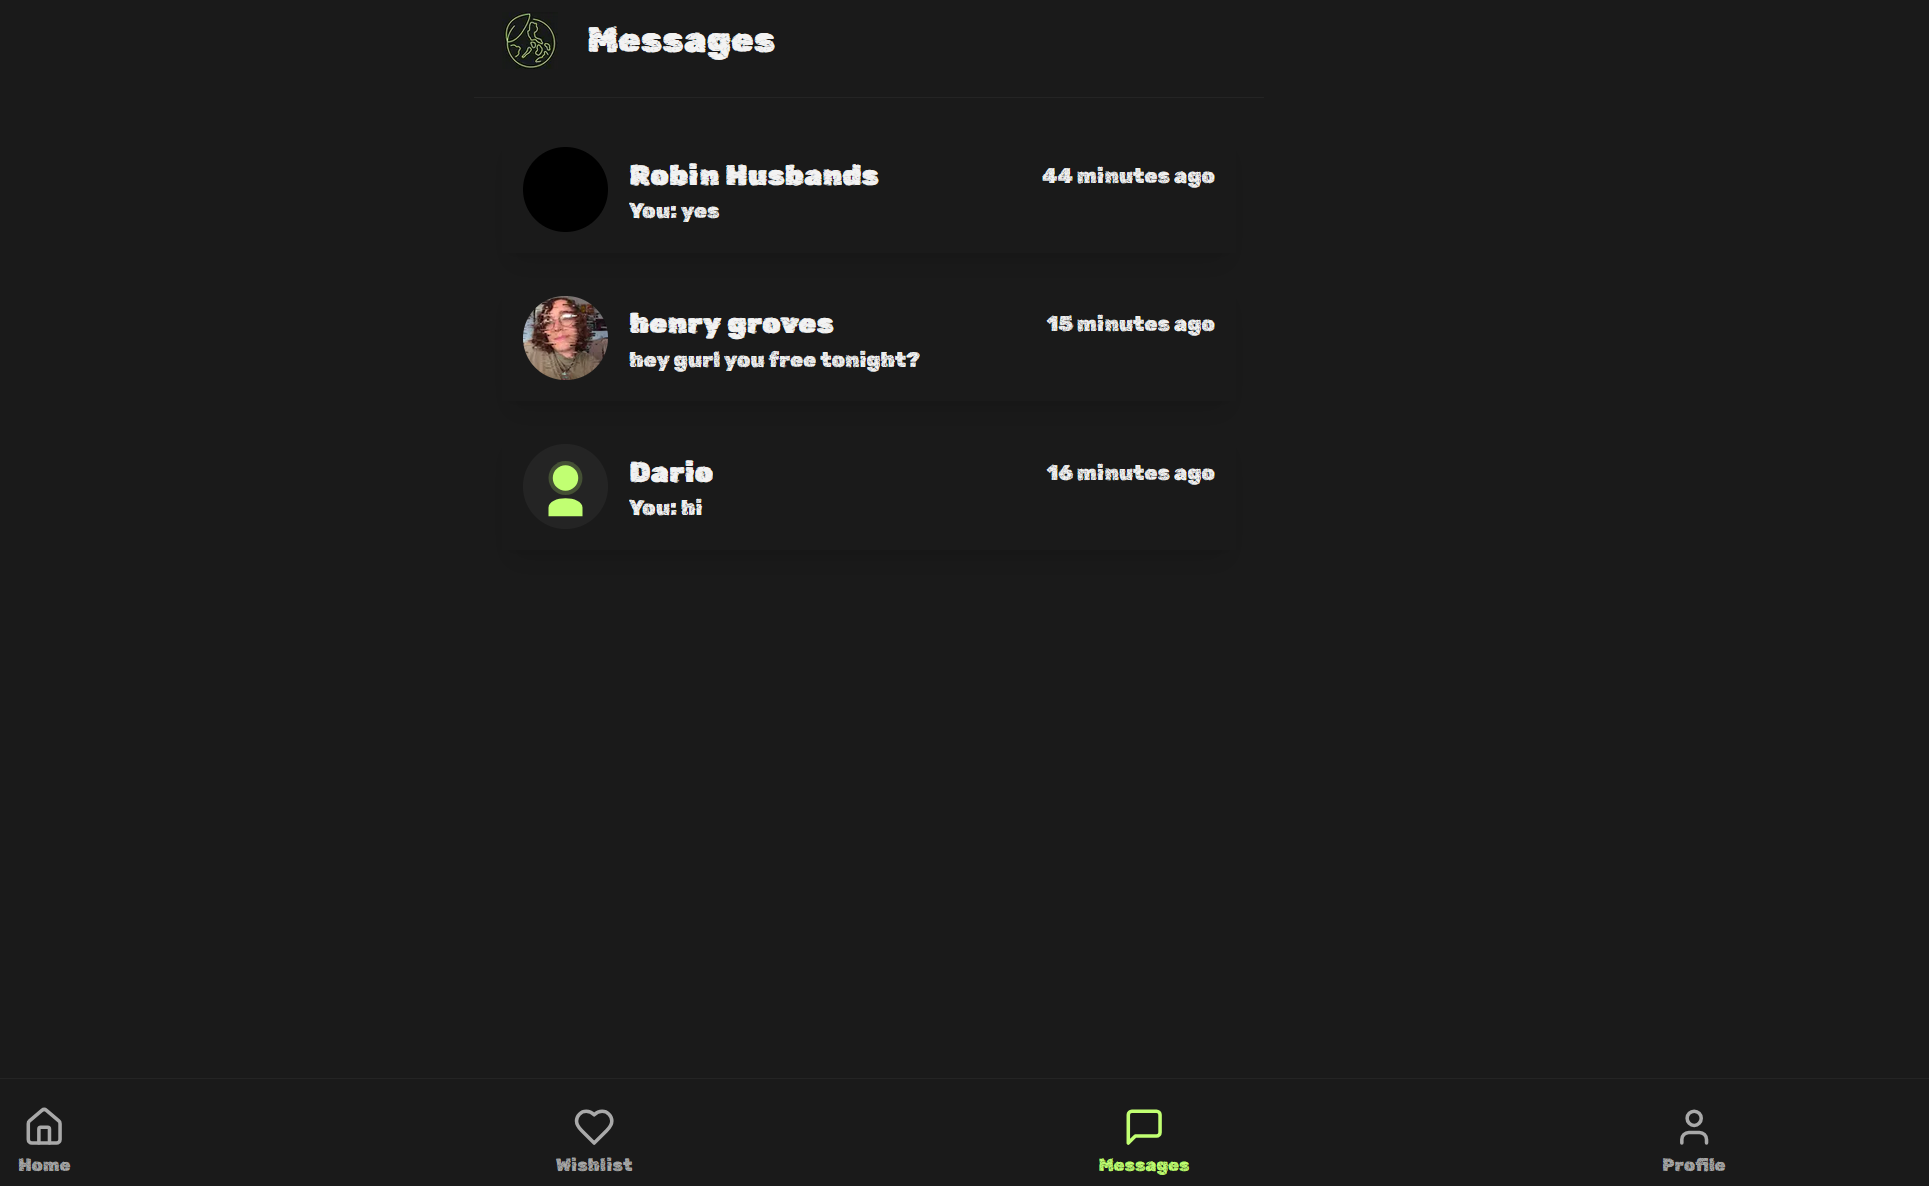 Messages
Robin Husbands
44 minutes ago
You: yes
henry groves
15 minutes ago
hey gurl you free tonight?
Dario
16 minutes ago
You: hi
Home
Wishlist
Messages
Profile